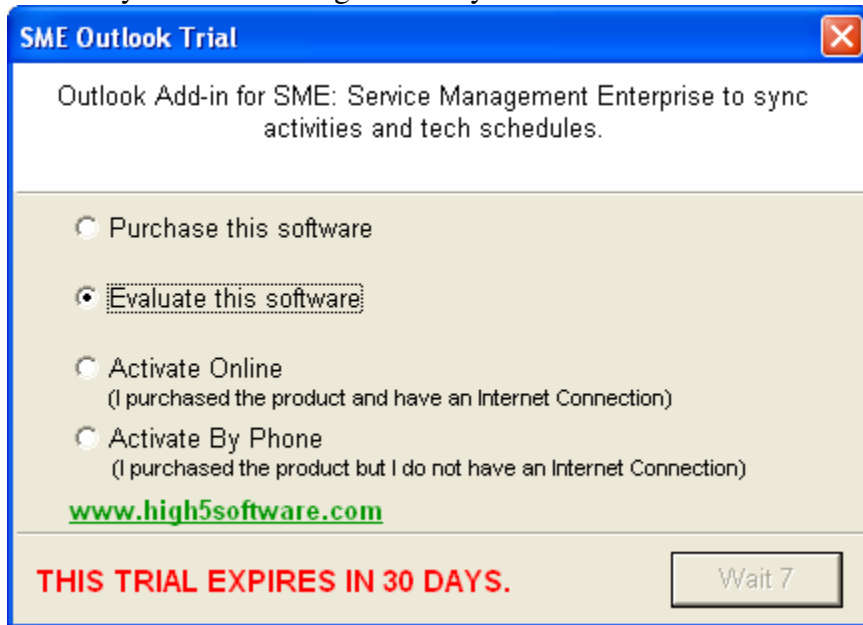 SME Outlook Trial
Outlook Add-in for SME: Service Management Enterprise to sync
activities and tech schedules.
Purchase this software
Evaluate this software
Activate Online
(I purchased the product and have an Internet Connection)
Activate By Phone
(I purchased the product but I do not have an Internet Connection)
www.high5software.com
THIS TRIAL EXPIRES IN 30 DAYS.
Wait 7